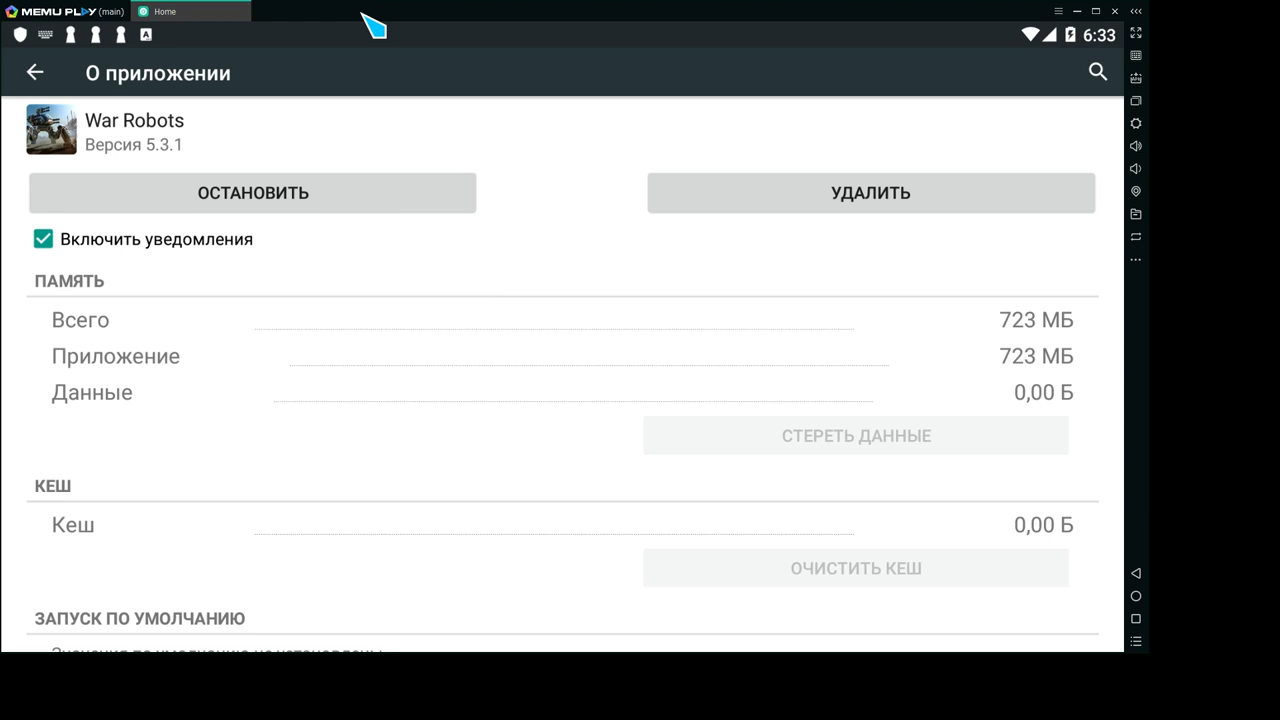 MEMU PLAY (main) Home
A 6:33
О приложении
War Robots
Версия 5.3.1
ОСТАНОВИТЬ УДАЛИТЬ
Включить уведомления
ПАМЯТЬ
Всего 723 МБ
Приложение 723 МБ
Данные 0,00 Б
СТЕРЕТЬ ДАННЫЕ
КЕШ
Кеш 0,00 Б
ОЧИСТИТЬ КЕШ
ЗАПУСК ПО УМОЛЧАНИЮ